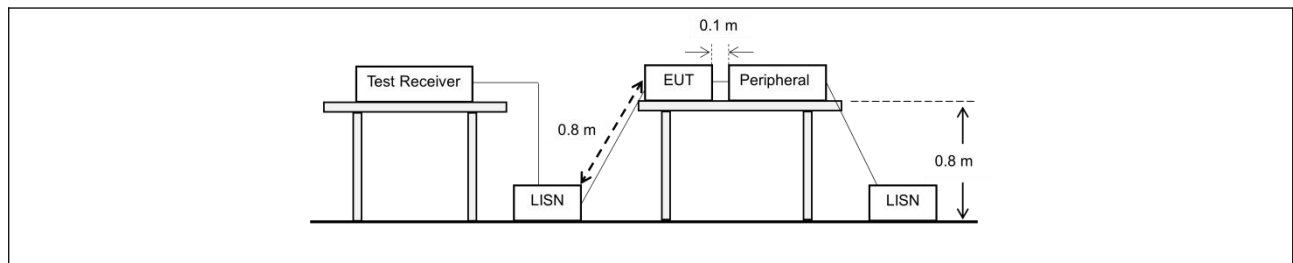 0.1 m
Test Receiver
EUT
Peripheral
0.8 m
0.8 m
LISN
LISN